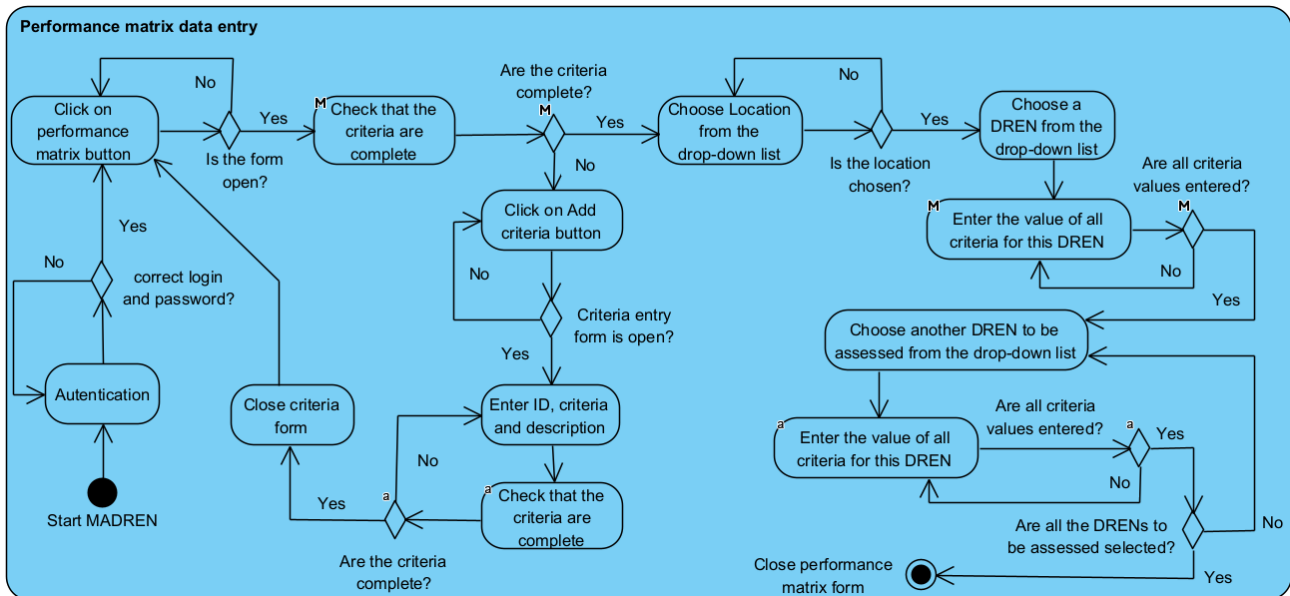 Performance matrix data entry
No
Click on
performance
matrix button
Yes
Is the form
open?
M
Check that the
criteria are
complete
Are the criteria
complete?
M
Yes
No
Choose Location
from the
drop-down list
No
Yes
Is the location
chosen?
Choose a
DREN from the
drop-down list
Are all criteria
values entered?
M
Enter the value of all
criteria for this DREN
M
No
Yes
Click on Add
criteria button
No
Criteria entry
form is open?
Yes
Yes
No
correct login
and password?
Autentication
Start MADREN
Close criteria
form
Enter ID, criteria
and description
No
a
Check that the
criteria are
complete
a
Yes
Are the criteria
complete?
Choose another DREN to be
assessed from the drop-down list
a
Enter the value of all
criteria for this DREN
Are all criteria
values entered?
a
Yes
No
Are all the DRENs to
be assessed selected?
No
Yes
Close performance
matrix form